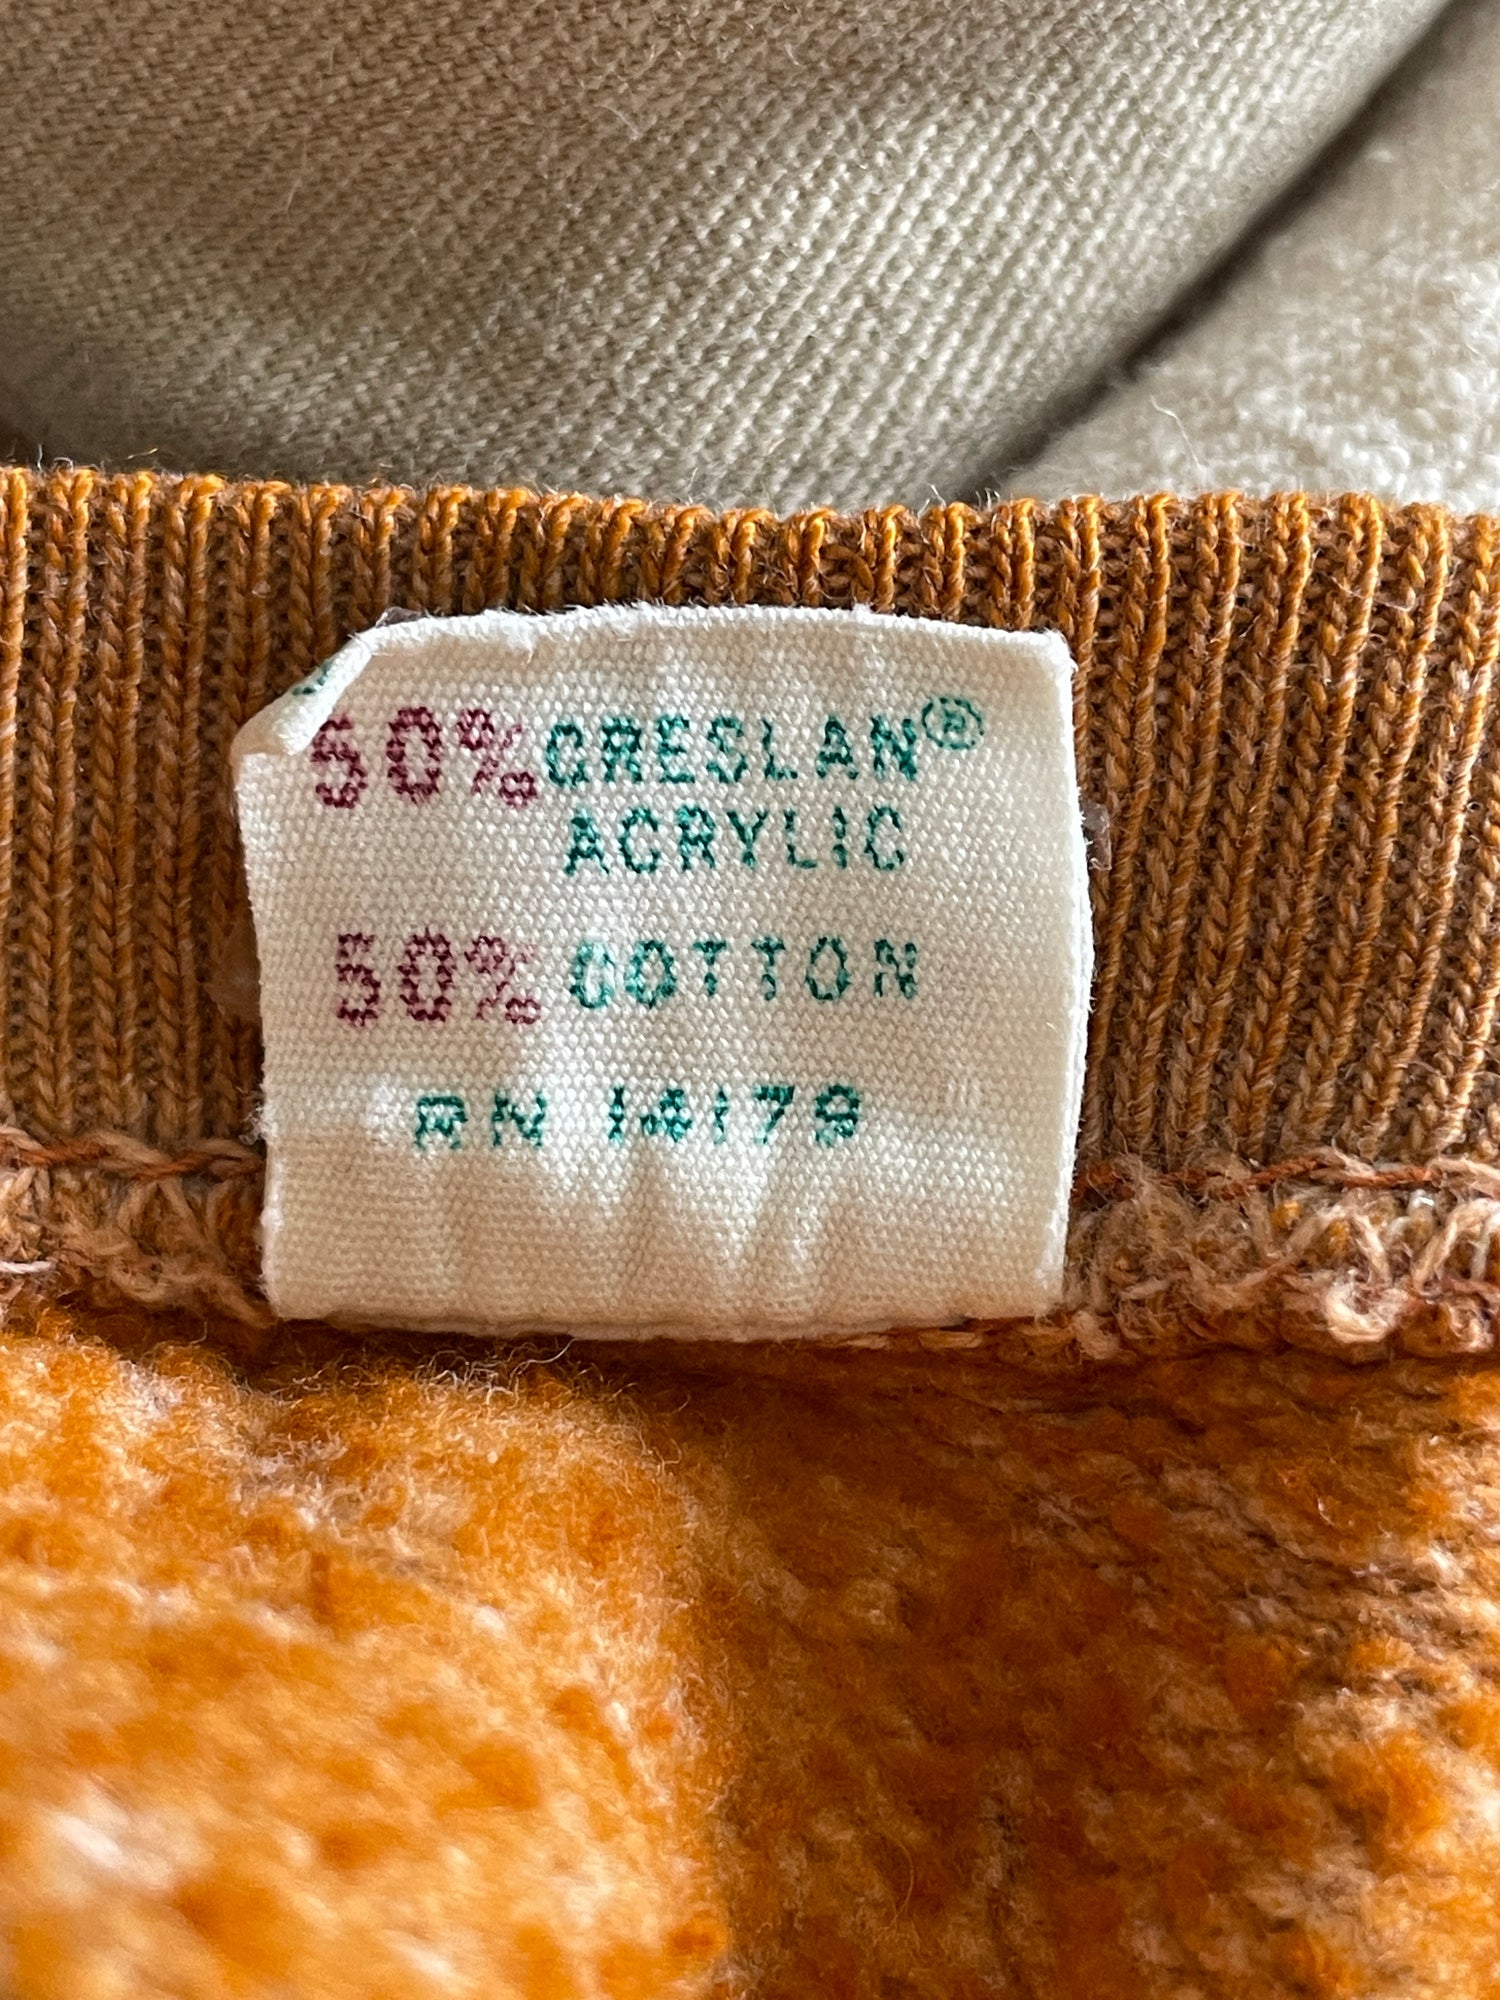 50% CRESLAN®
ACRYLIC
50% COTTON
RN 14179